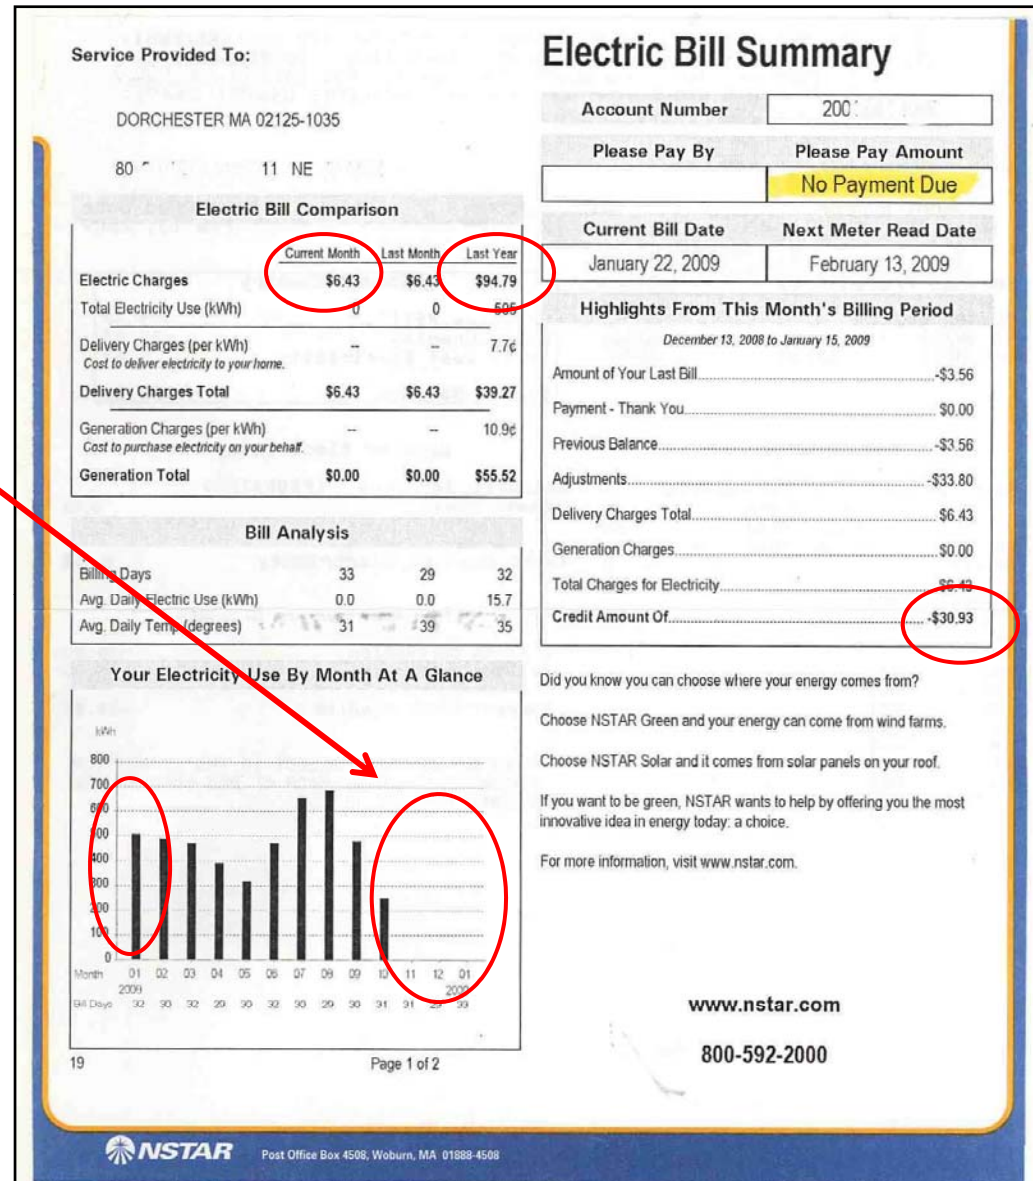 Service Provided To:
DORCHESTER MA 02125-1035
80 11 NE
Electric Bill Comparison
Current Month Last Month Last Year
Electric Charges $6.43 $6.43 $94.79
Total Electricity Use (kWh) 0 0 505
Delivery Charges (per kWh) -- -- 7.7¢
Cost to deliver electricity to your home.
Delivery Charges Total $6.43 $6.43 $39.27
Generation Charges (per kWh) -- -- 10.9¢
Cost to purchase electricity on your behalf.
Generation Total $0.00 $0.00 $55.52
Bill Analysis
Billing Days 33 29 32
Avg. Daily Electric Use (kWh) 0.0 0.0 15.7
Avg. Daily Temp (degrees) 31 39 35
Your Electricity Use By Month At A Glance
kWh
800
700
600
500
400
300
200
100
0
Month 01 02 03 04 05 06 07 08 09 10 11 12 01
Bill Days 32 30 32 29 30 30 29 30 31 31 29
19 Page 1 of 2
Electric Bill Summary
Account Number 200
Please Pay By Please Pay Amount
No Payment Due
Current Bill Date Next Meter Read Date
January 22, 2009 February 13, 2009
Highlights From This Month's Billing Period
December 13, 2008 to January 15, 2009
Amount of Your Last Bill -$3.56
Payment - Thank You $0.00
Previous Balance -$3.56
Adjustments -$33.80
Delivery Charges Total $6.43
Generation Charges $0.00
Total Charges for Electricity $6.43
Credit Amount Of -$30.93
Did you know you can choose where your energy comes from?
Choose NSTAR Green and your energy can come from wind farms.
Choose NSTAR Solar and it comes from solar panels on your roof.
If you want to be green, NSTAR wants to help by offering you the most
innovative idea in energy today: a choice.
For more information, visit www.nstar.com.
www.nstar.com
800-592-2000
NSTAR Post Office Box 4508, Woburn, MA 01888-4508